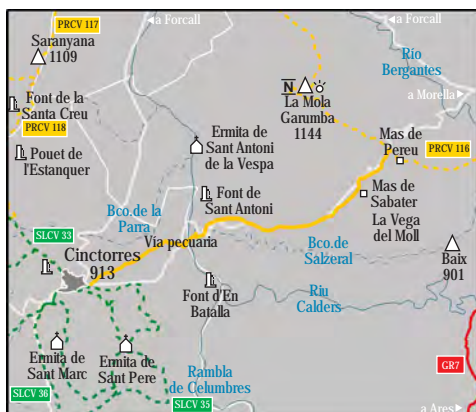 a Forcall
a Forcall
PRCV 117
Saranyana
1109
Río
Bergantes
Font de la
Santa Creu
N
La Mola
Garumba
1144
a Morella
PRCV 118
Ermita de
Sant Antoni
de la Vespa
Mas de
Pereu
PRCV 116
Pouet de
l'Estanquer
Font de
Sant Antoni
Mas de
Sabater
La Vega
del Moll
Bco.de la
Parra
SLCV 33
Via pecuaria
Bco.de
Salzeral
Cinctorres
913
Baix
901
Font d'En
Batalla
Riu
Calders
Ermita de
Sant Marc
Ermita de
Sant Pere
Rambla
de Celumbres
GR7
SLCV 36
SLCV 35
a Ares